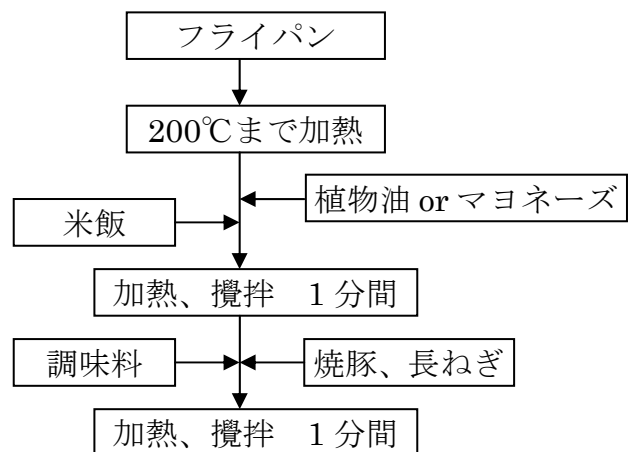 フライパン
200℃まで加熱
植物油 or マヨネーズ
米飯
加熱、攪拌　1 分間
調味料
焼豚、長ねぎ
加熱、攪拌　1 分間